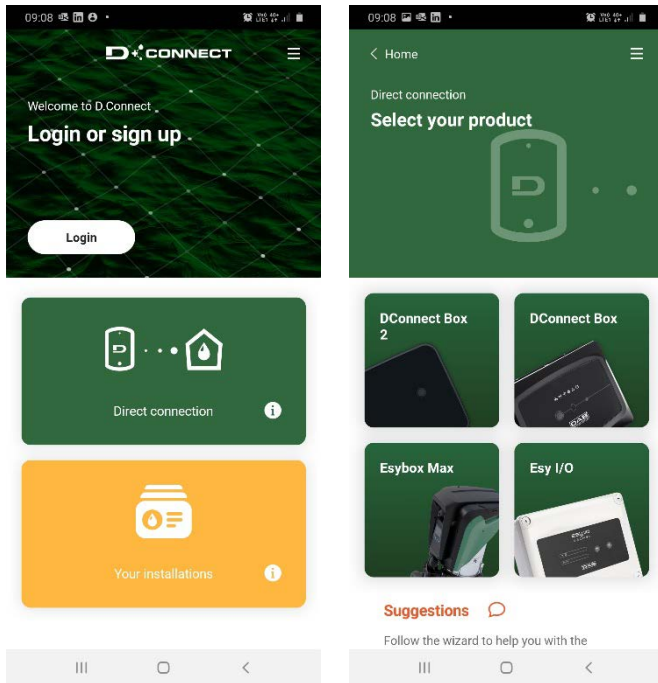 09:08
D+CONNECT
Welcome to D.Connect
Login or sign up
Login
D
Direct connection
i
Your installations
i
09:08
Home
Direct connection
Select your product
D
DConnect Box
2
DConnect Box
DAB
Esybox Max
Esy I/O
Suggestions
Follow the wizard to help you with the